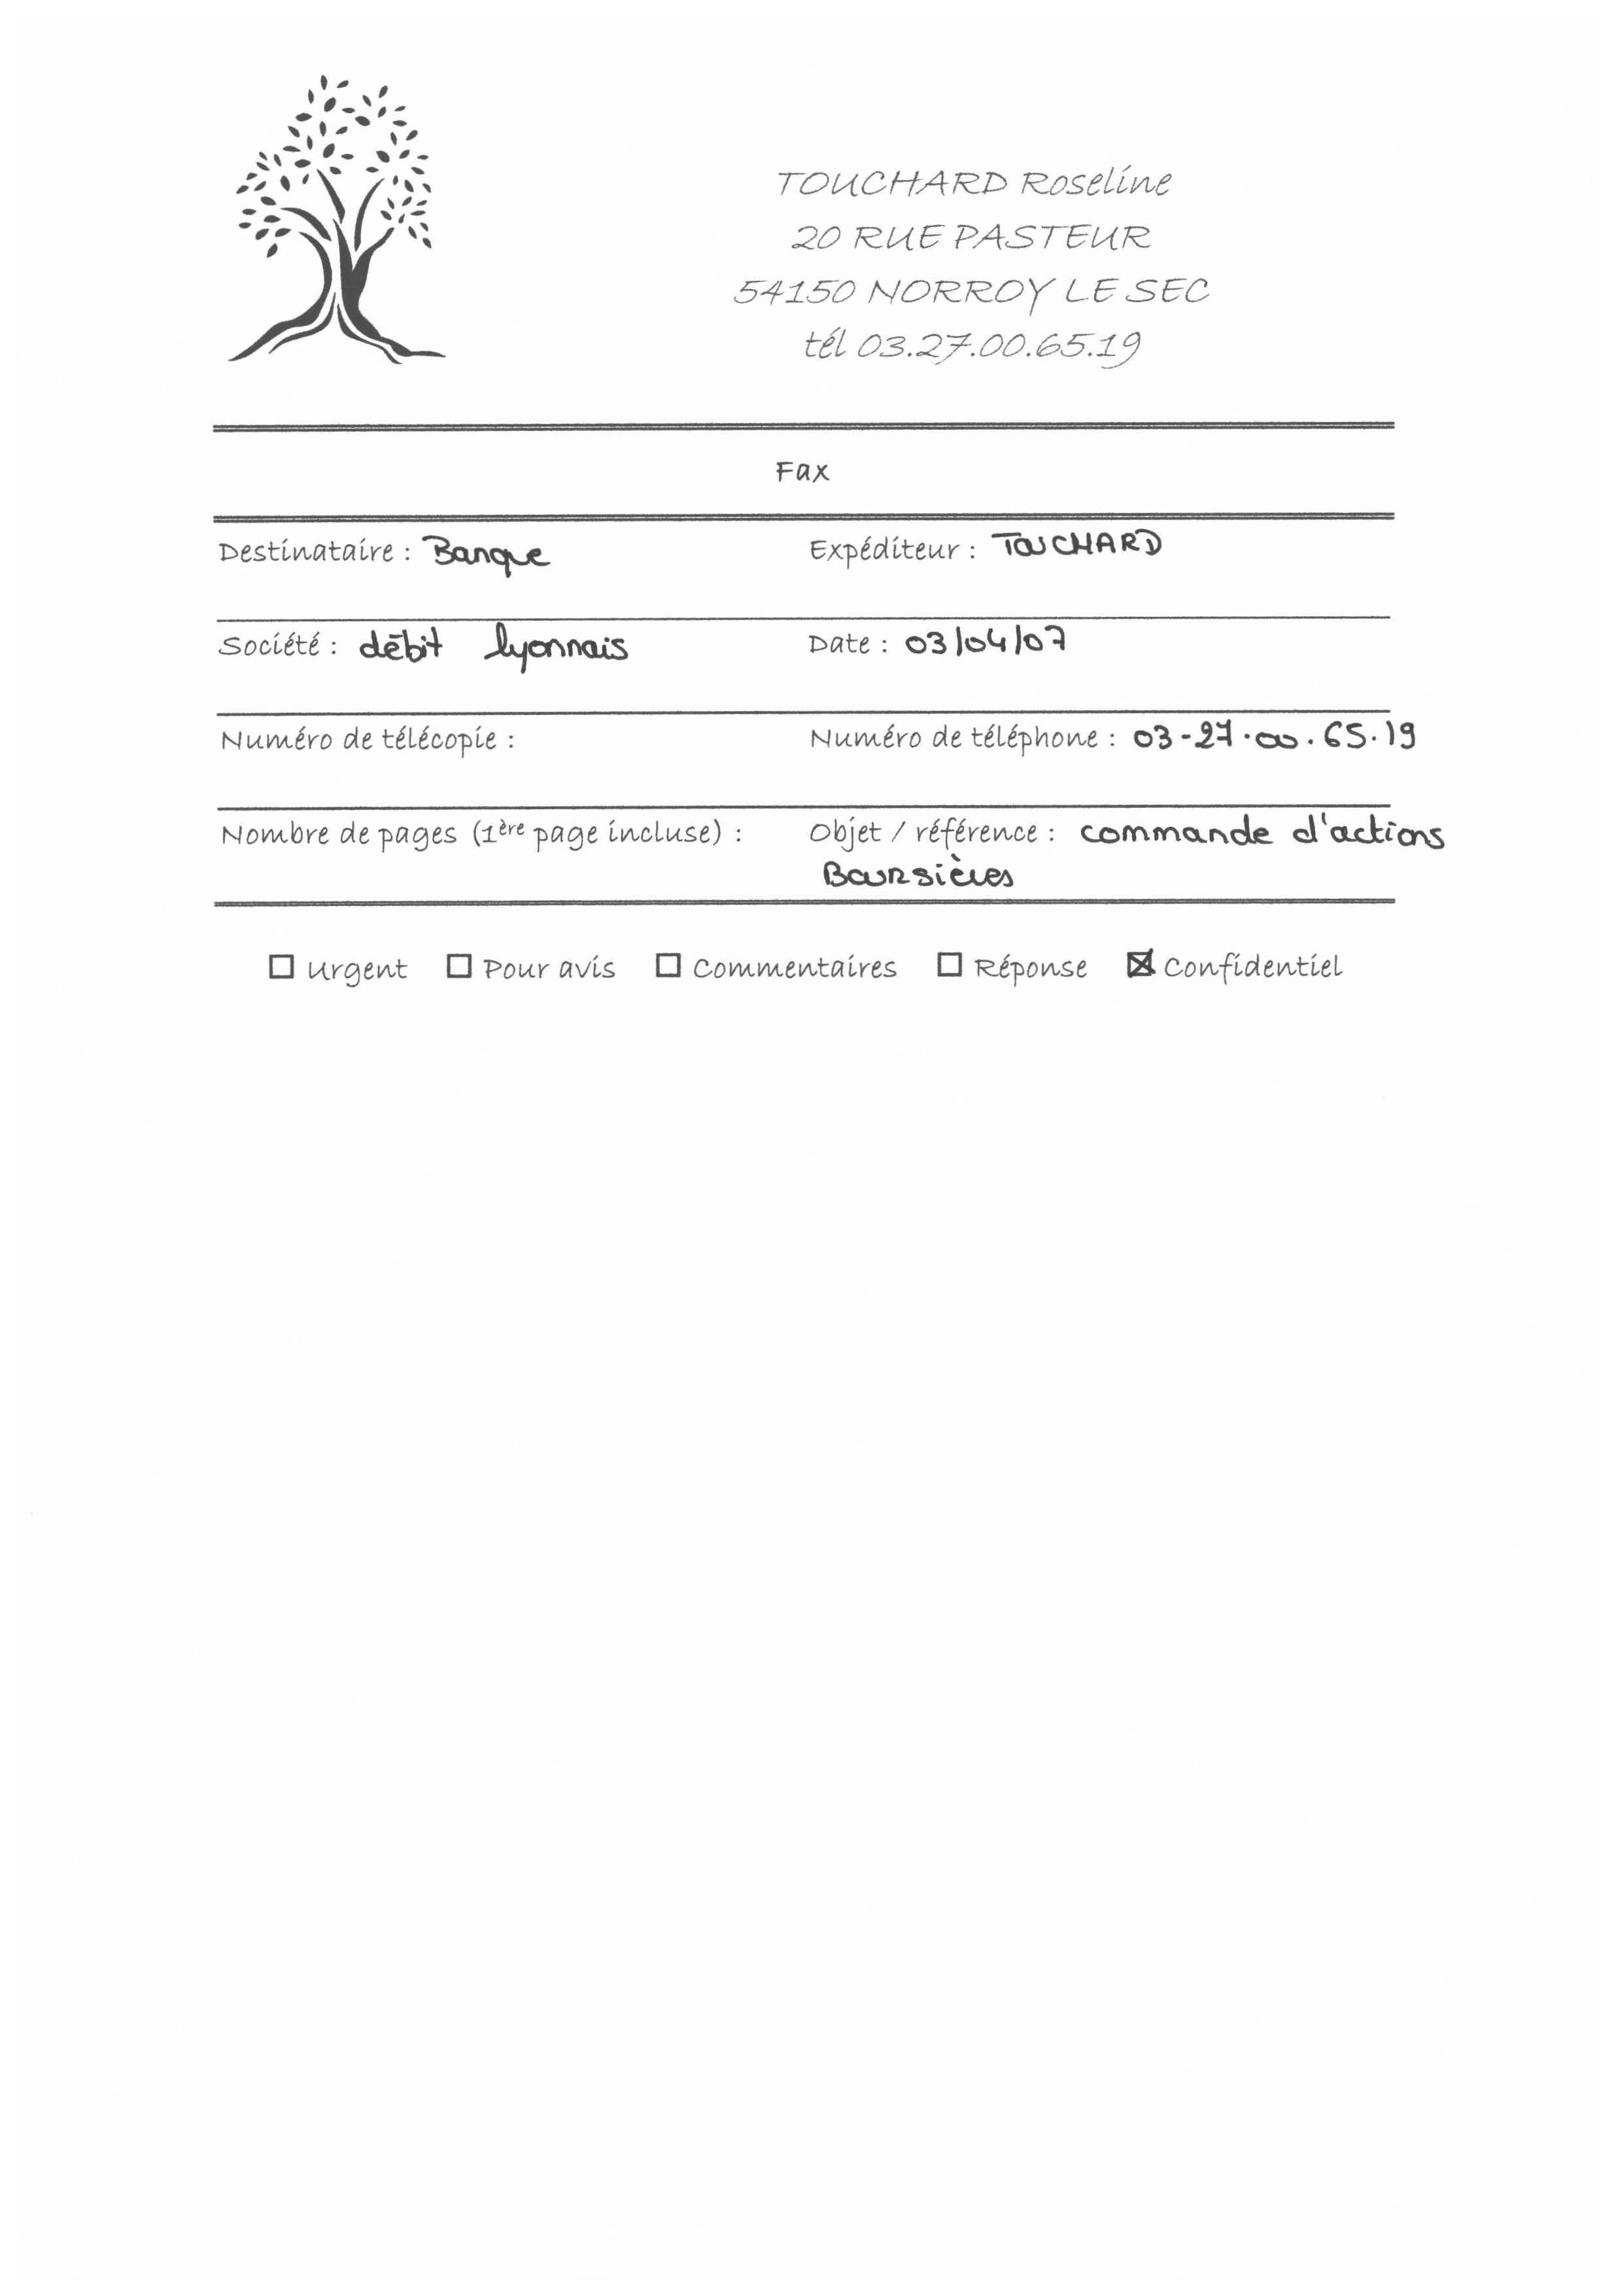 TOUCHARD Roseline
20 RUE PASTEUR
54150 NORROY LE SEC
tél 03.27.00.65.19
Fax
Destinataire : Banque Expéditeur : TOUCHARD
Société : débit lyonnais Date : 03/04/07
Numéro de télécopie : Numéro de téléphone : 03-27.00.65.19
Nombre de pages (1ère page incluse) : Objet / référence : commande d'actions
Boursières
☐ Urgent ☐ Pour avis ☐ Commentaires ☐ Réponse ☒ Confidentiel